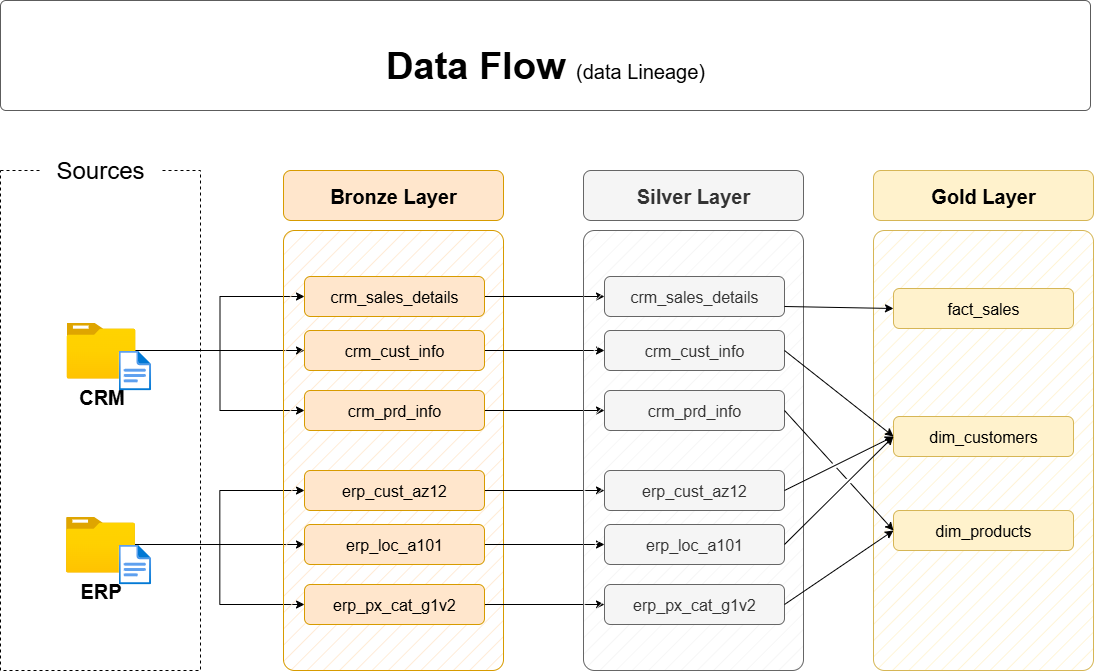 Data Flow (data Lineage)
Sources
Bronze Layer
Silver Layer
Gold Layer
crm_sales_details
crm_sales_details
fact_sales
crm_cust_info
crm_cust_info
CRM
crm_prd_info
crm_prd_info
dim_customers
erp_cust_az12
erp_cust_az12
dim_products
erp_loc_a101
erp_loc_a101
ERP
erp_px_cat_g1v2
erp_px_cat_g1v2